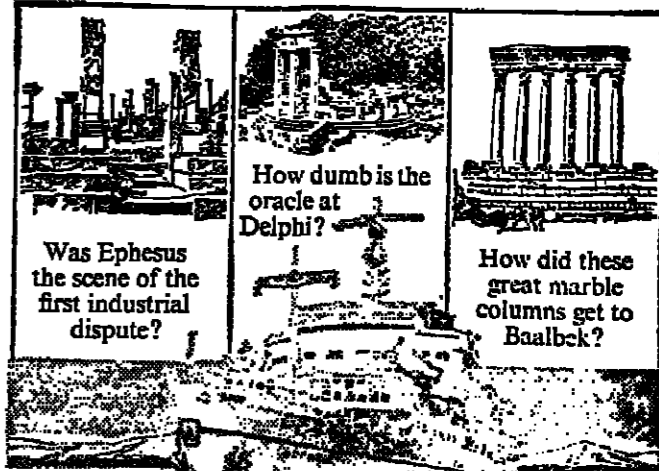 Was Ephesus
the scene of the
first industrial
dispute?
How dumb is the
oracle at
Delphi?
How did these
great marble
columns get to
Baalbek?